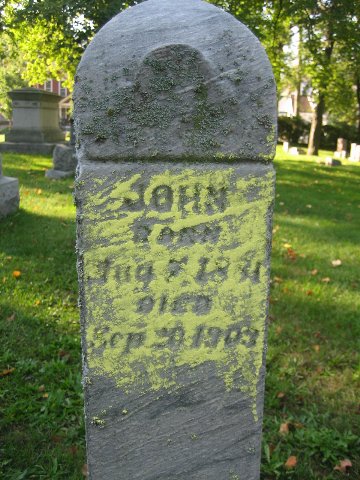 JOHN
BORN
Aug
DIED
Sep 20, 1903